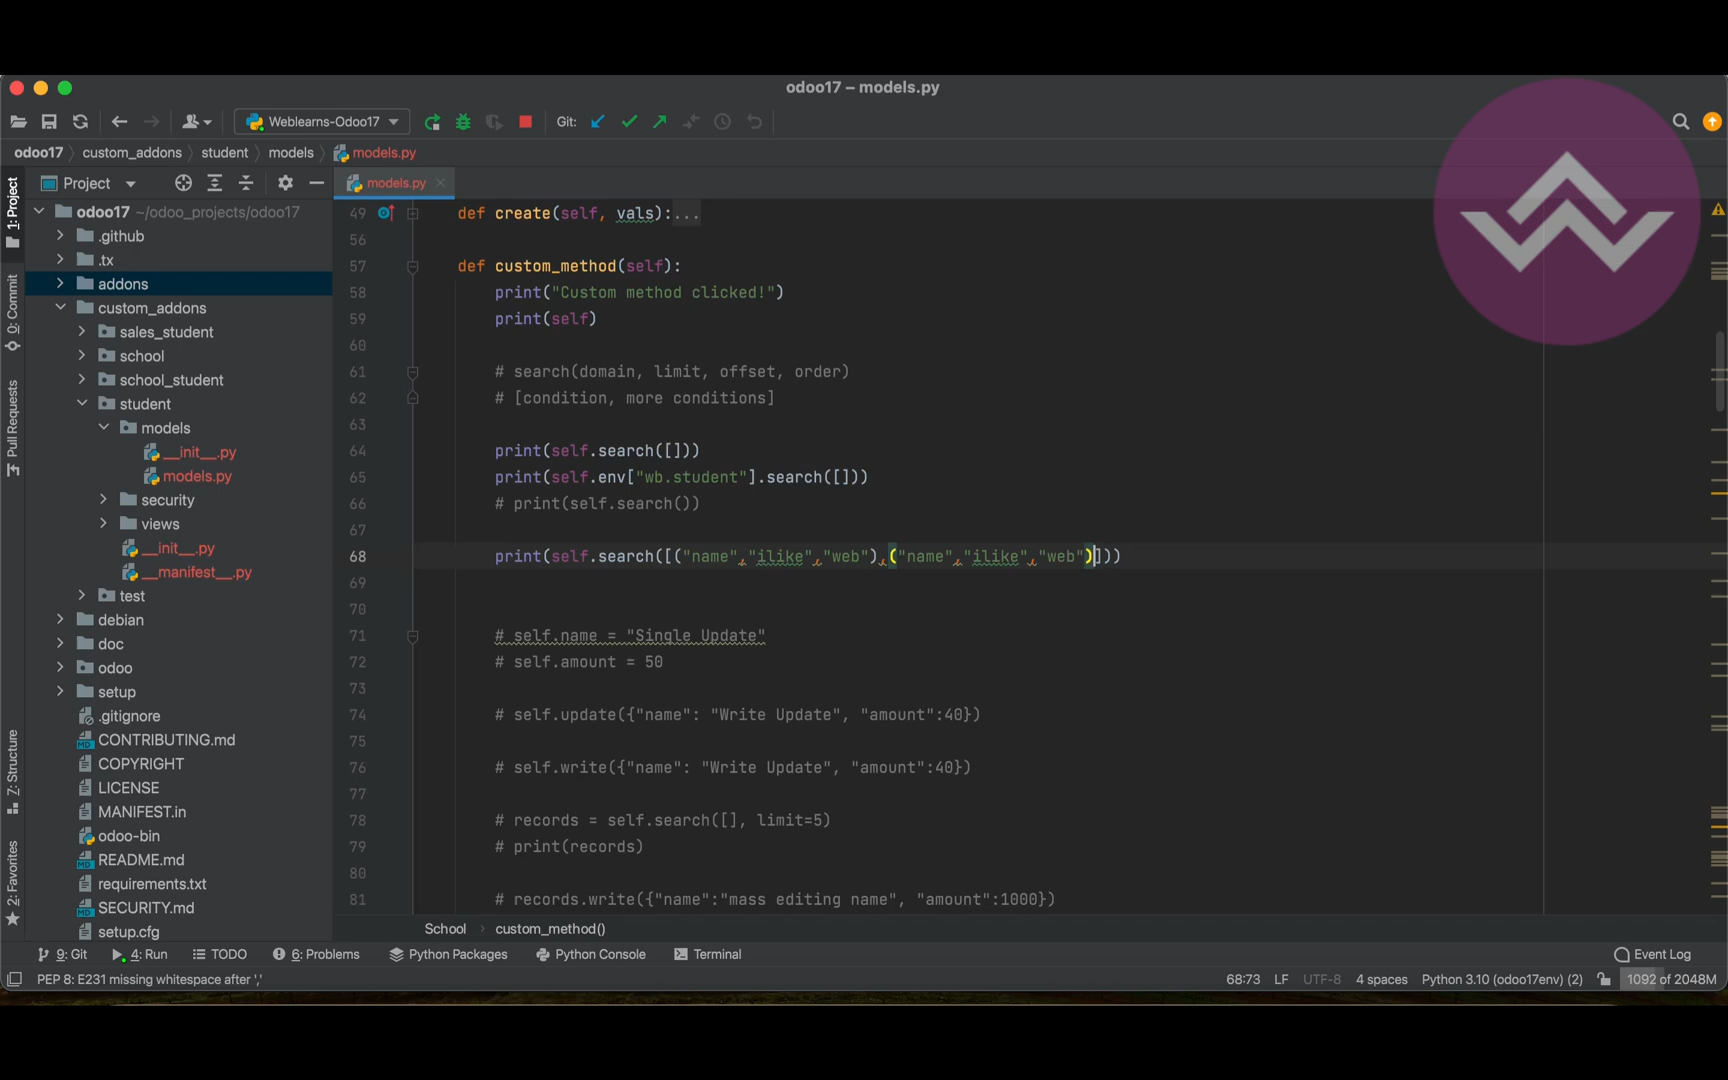 odoo17 – models.py
Weblearns-Odoo17
Git:
odoo17 custom_addons student models models.py
1: Project
0: Commit
Pull Requests
7: Structure
2: Favorites
Project
odoo17 ~/odoo_projects/odoo17
.github
.tx
addons
custom_addons
sales_student
school
school_student
student
models
__init__.py
models.py
security
views
__init__.py
__manifest__.py
test
debian
doc
odoo
setup
.gitignore
CONTRIBUTING.md
COPYRIGHT
LICENSE
MANIFEST.in
odoo-bin
README.md
requirements.txt
SECURITY.md
setup.cfg
models.py
49 def create(self, vals):...
56
57 def custom_method(self):
58 print("Custom method clicked!")
59 print(self)
60
61 # search(domain, limit, offset, order)
62 # [condition, more conditions]
63
64 print(self.search([]))
65 print(self.env["wb.student"].search([]))
66 # print(self.search())
67
68 print(self.search([("name","ilike","web"),("name","ilike","web")]))
69
70
71 # self.name = "Single Update"
72 # self.amount = 50
73
74 # self.update({"name": "Write Update", "amount":40})
75
76 # self.write({"name": "Write Update", "amount":40})
77
78 # records = self.search([], limit=5)
79 # print(records)
80
81 # records.write({"name":"mass editing name", "amount":1000})
School custom_method()
9: Git 4: Run TODO 6: Problems Python Packages Python Console Terminal Event Log
PEP 8: E231 missing whitespace after ',' 68:73 LF UTF-8 4 spaces Python 3.10 (odoo17env) (2) 1092 of 2048M